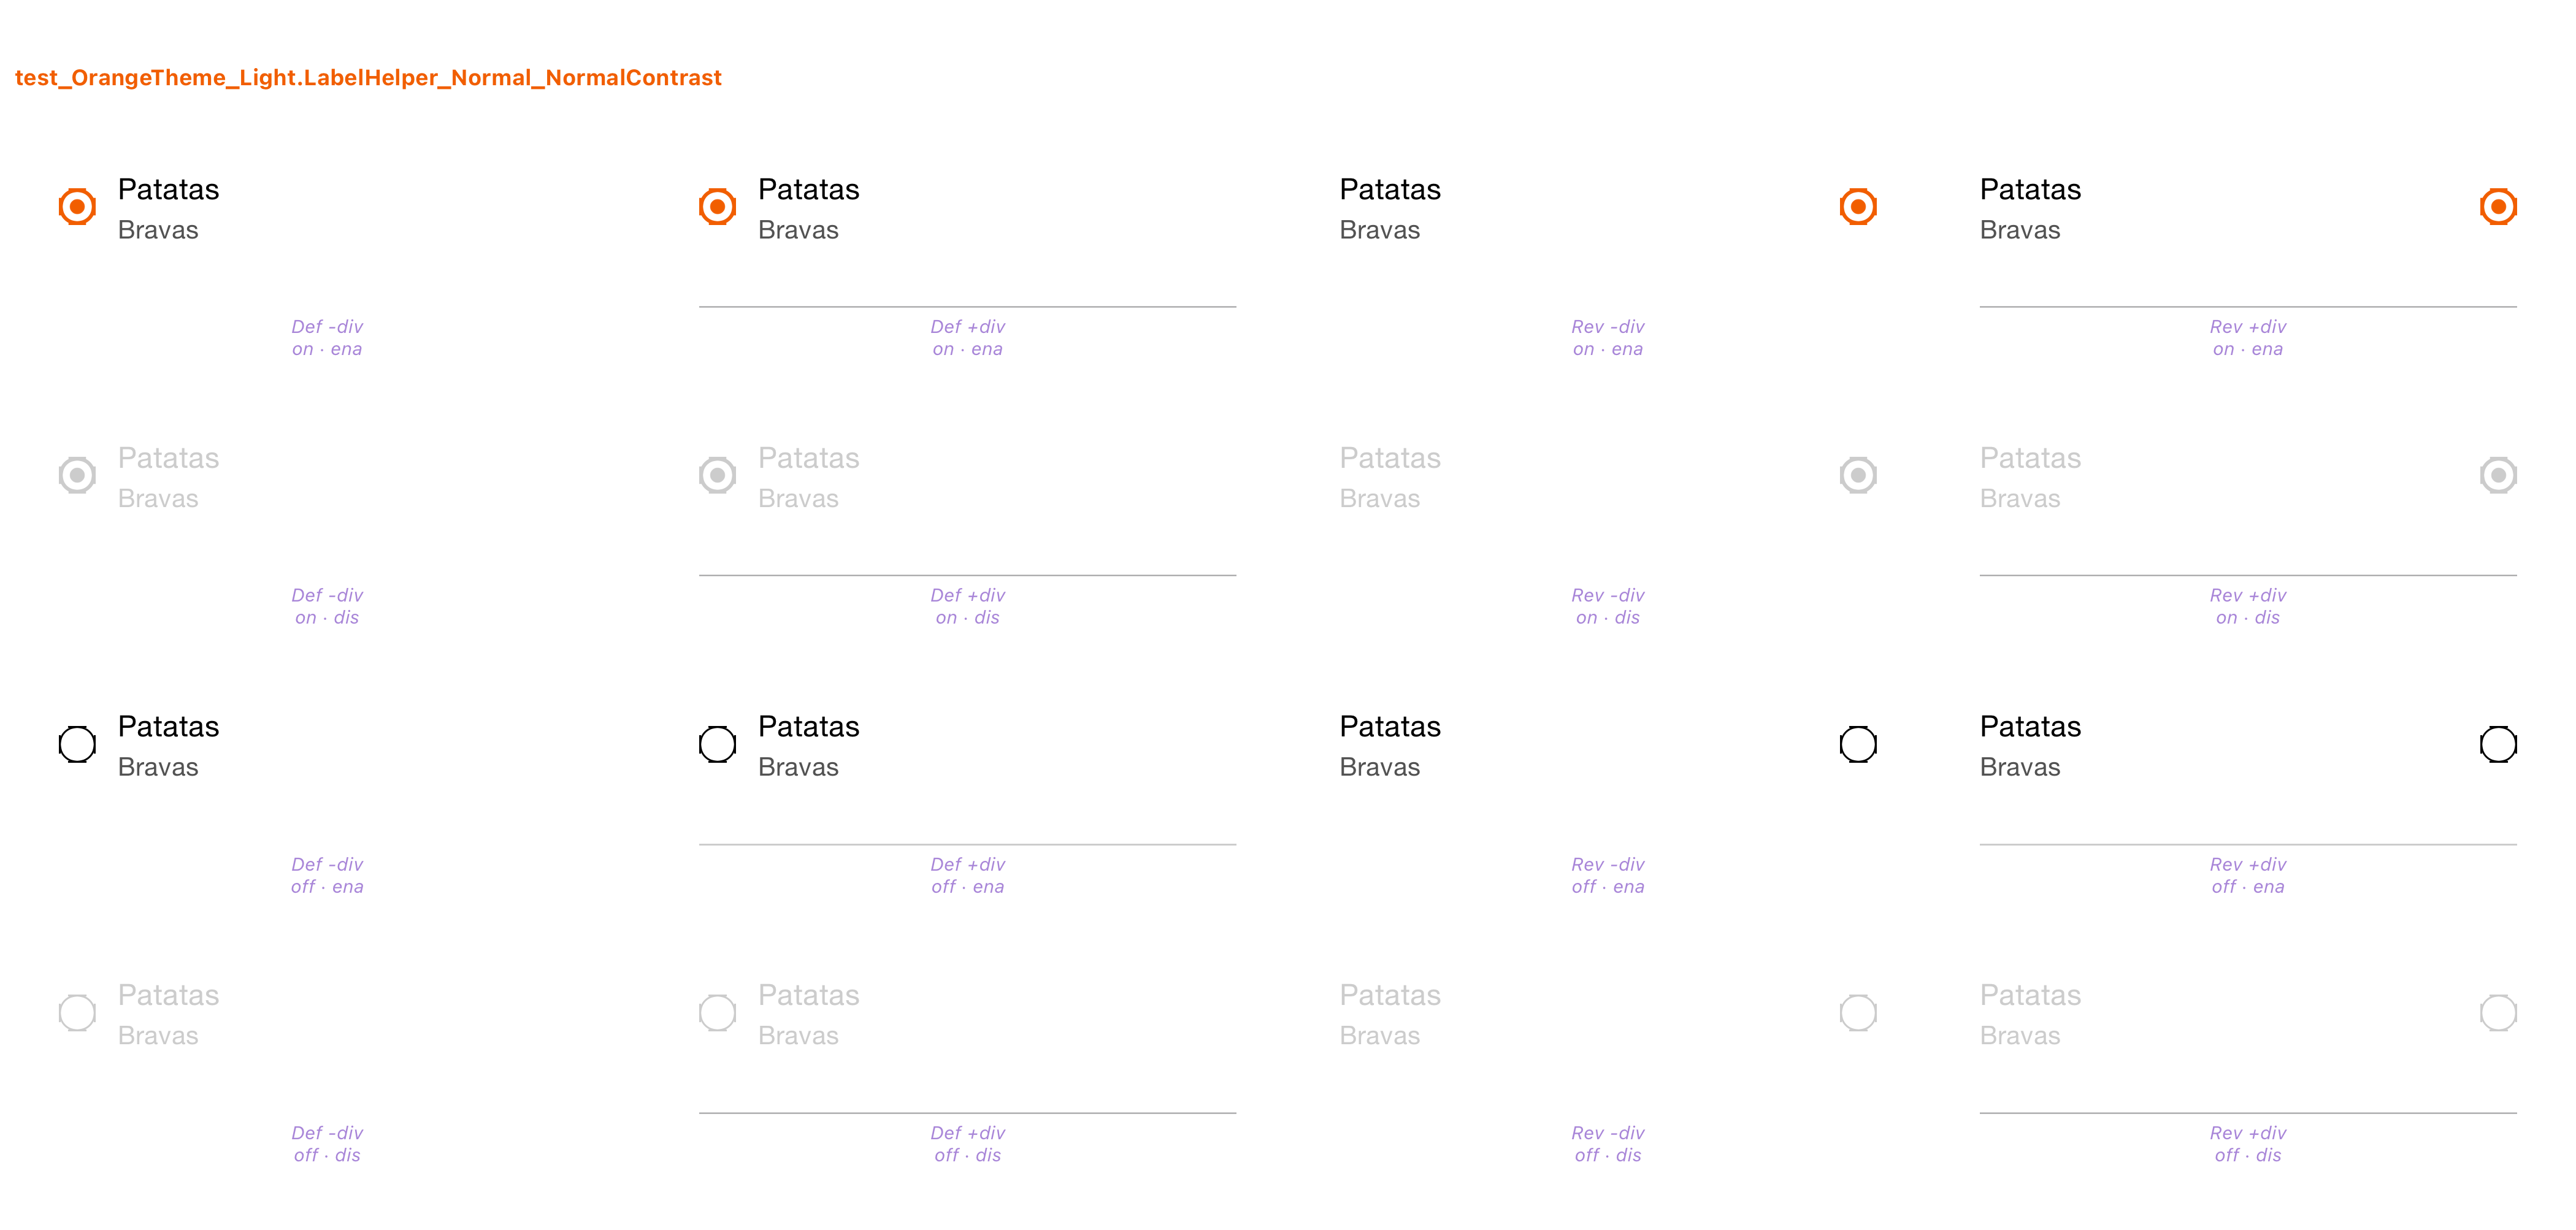 test_OrangeTheme_Light.LabelHelper_Normal_NormalContrast
Patatas
Bravas
Def -div
on · ena
Patatas
Bravas
Def +div
on · ena
Patatas
Bravas
Rev -div
on · ena
Patatas
Bravas
Rev +div
on · ena
Patatas
Bravas
Def -div
on · dis
Patatas
Bravas
Def +div
on · dis
Patatas
Bravas
Rev -div
on · dis
Patatas
Bravas
Rev +div
on · dis
Patatas
Bravas
Def -div
off · ena
Patatas
Bravas
Def +div
off · ena
Patatas
Bravas
Rev -div
off · ena
Patatas
Bravas
Rev +div
off · ena
Patatas
Bravas
Def -div
off · dis
Patatas
Bravas
Def +div
off · dis
Patatas
Bravas
Rev -div
off · dis
Patatas
Bravas
Rev +div
off · dis